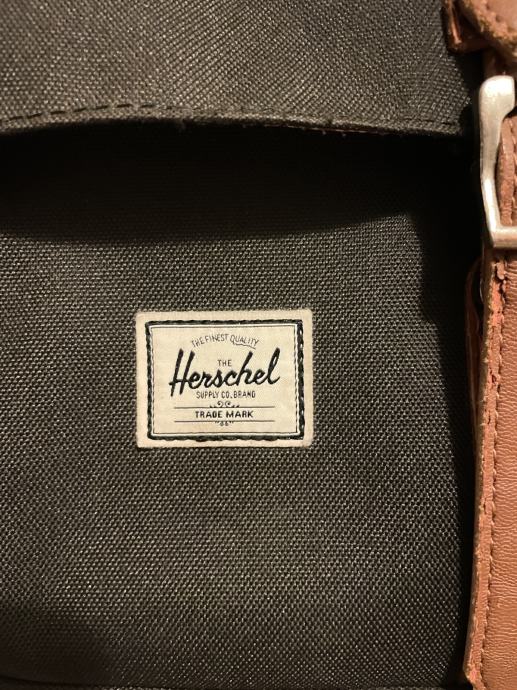 THE FINEST QUALITY
THE
Herschel
SUPPLY CO. BRAND
TRADE MARK